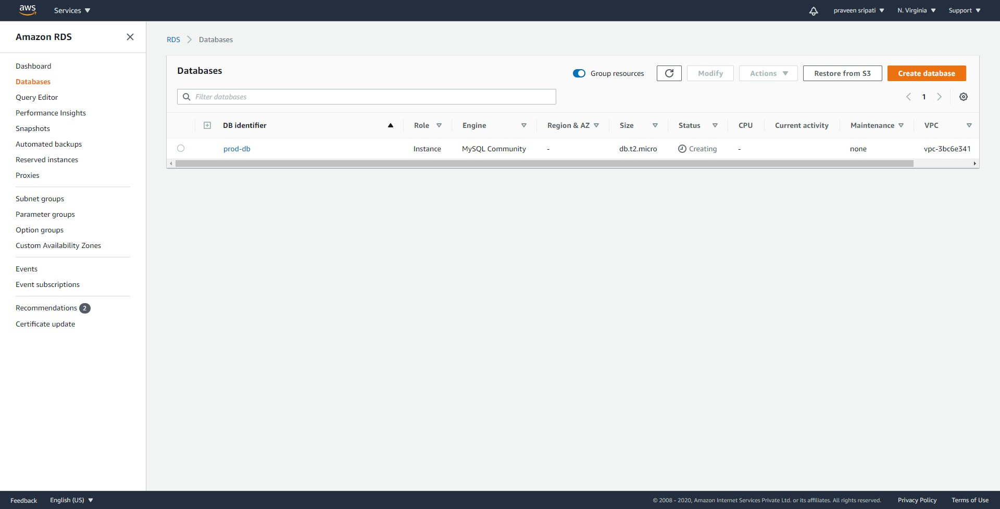 aws Services praveen sripati N. Virginia Support
Amazon RDS
Dashboard
Databases
Query Editor
Performance Insights
Snapshots
Automated backups
Reserved instances
Proxies
Subnet groups
Parameter groups
Option groups
Custom Availability Zones
Events
Event subscriptions
Recommendations 2
Certificate update
RDS Databases
Databases
Group resources Modify Actions Restore from S3 Create database
Filter databases 1
DB identifier Role Engine Region & AZ Size Status CPU Current activity Maintenance VPC
prod-db Instance MySQL Community - db.t2.micro Creating - none vpc-3bc6e341
Feedback English (US) © 2008 - 2020, Amazon Internet Services Private Ltd. or its affiliates. All rights reserved. Privacy Policy Terms of Use